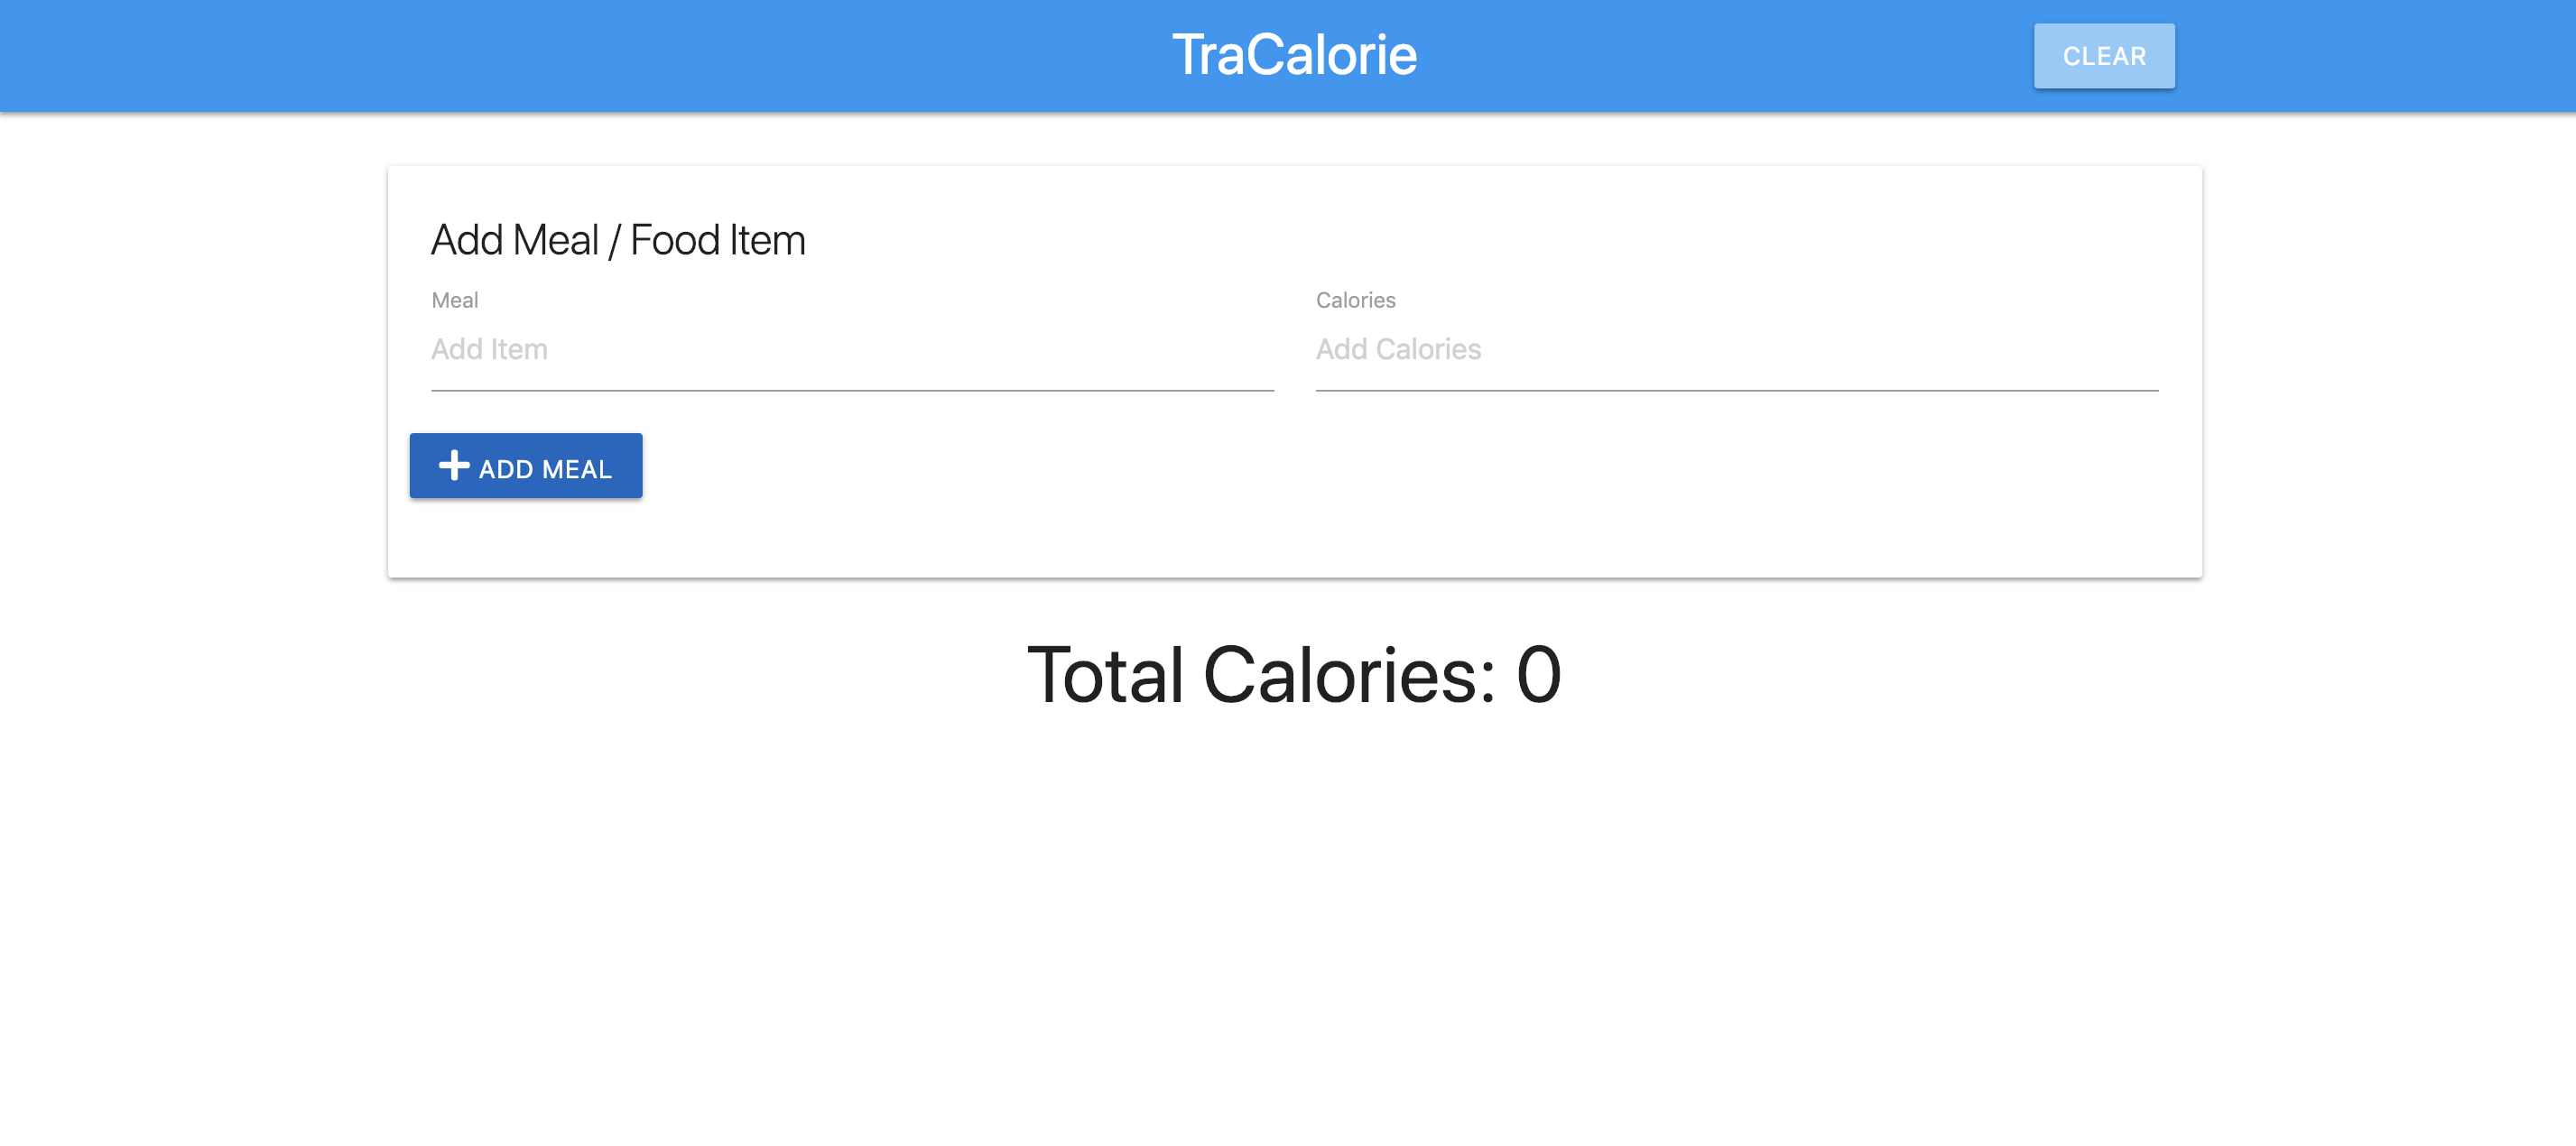 TraCalorie
CLEAR
Add Meal / Food Item
Meal
Calories
Add Item
Add Calories
ADD MEAL
Total Calories: 0